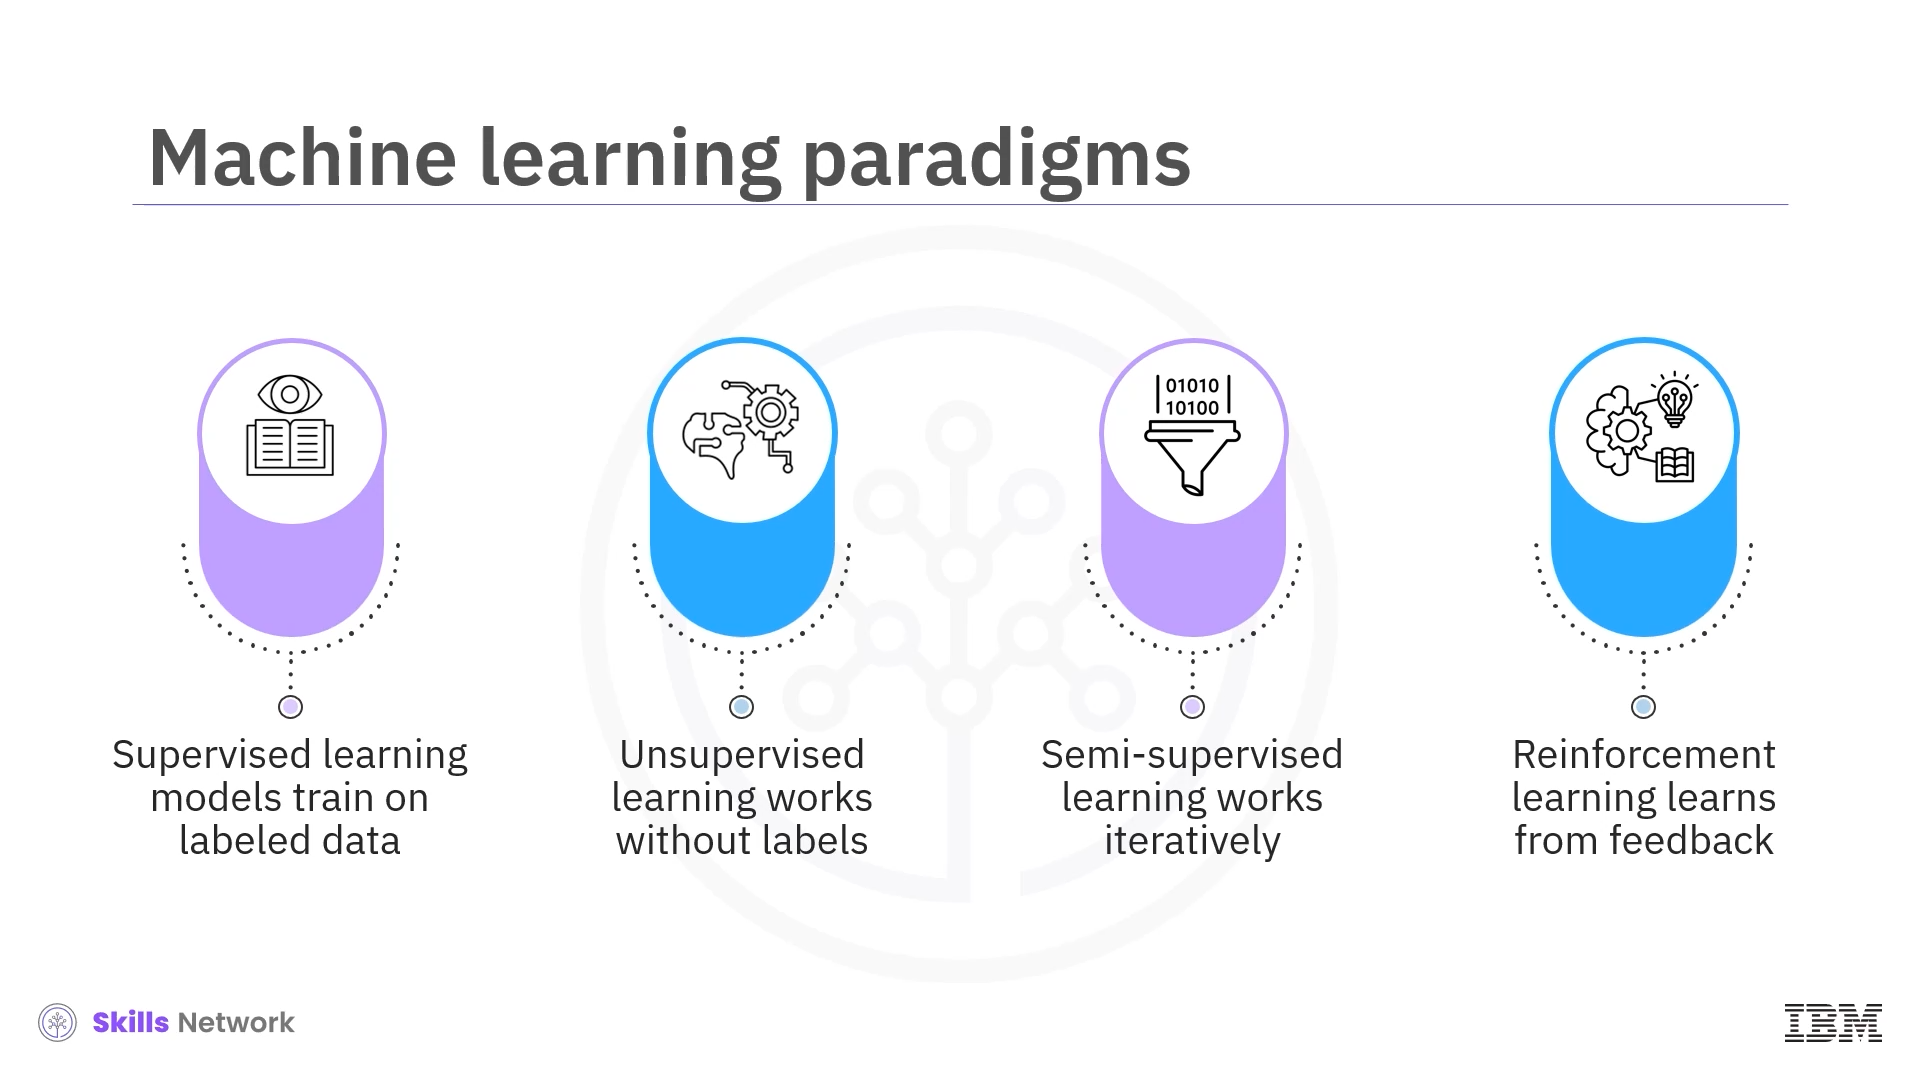 Machine learning paradigms
01010
10100
Supervised learning
models train on
labeled data
Unsupervised
learning works
without labels
Semi-supervised
learning works
iteratively
Reinforcement
learning learns
from feedback
Skills Network
IBM